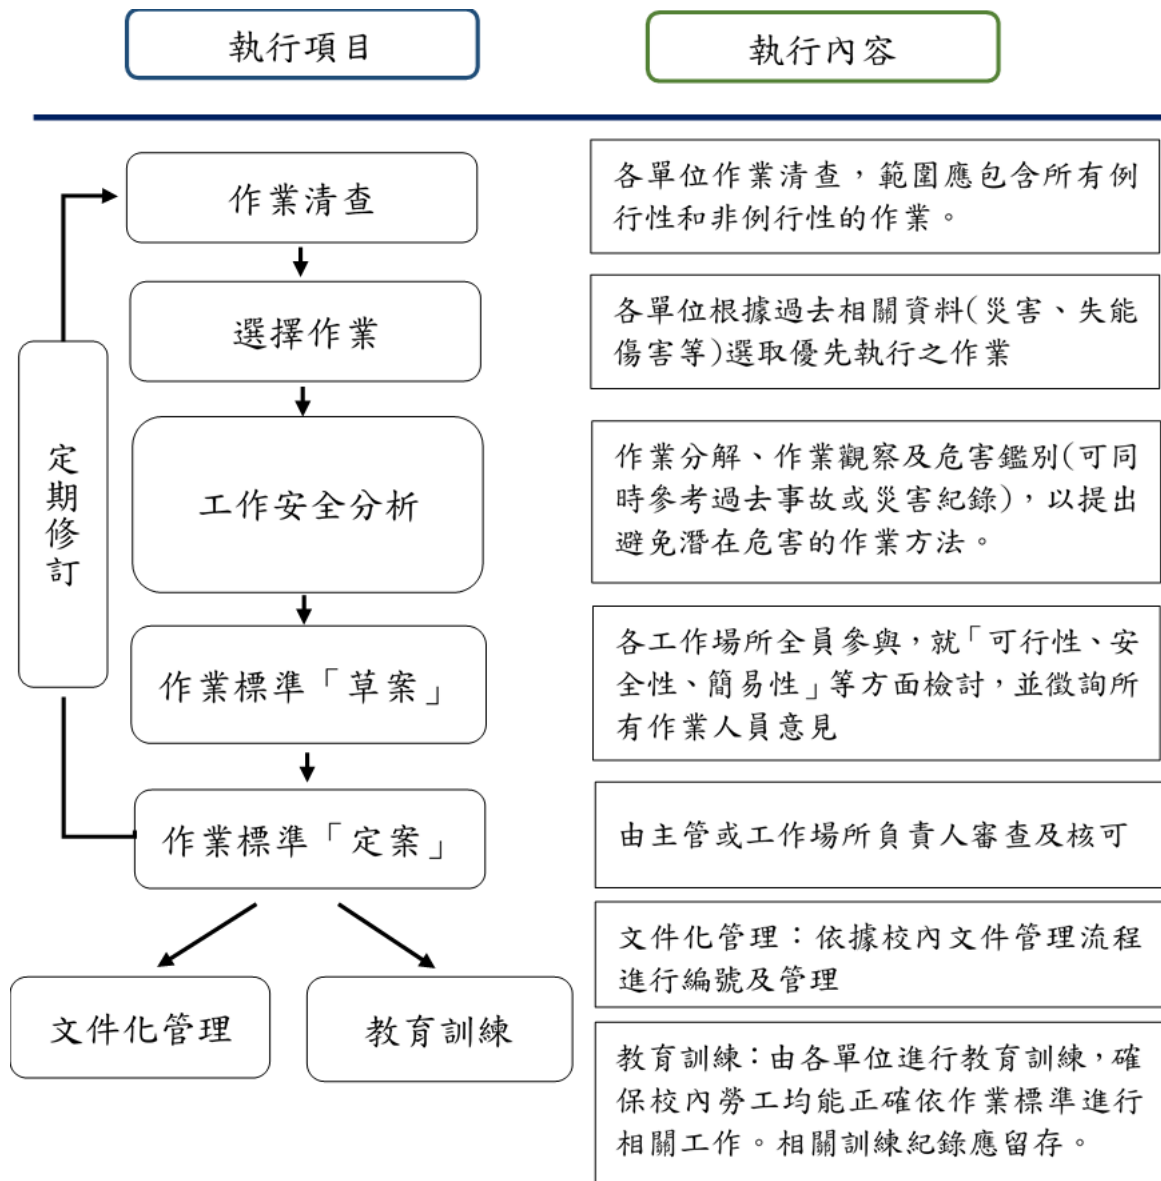 執行項目
執行內容
作業清查
各單位作業清查，範圍應包含所有例
行性和非例行性的作業。
選擇作業
各單位根據過去相關資料(災害、失能
傷害等)選取優先執行之作業
定期修訂
工作安全分析
作業分解、作業觀察及危害鑑別(可同
時參考過去事故或災害紀錄)，以提出
避免潛在危害的作業方法。
作業標準「草案」
各工作場所全員參與，就「可行性、安
全性、簡易性」等方面檢討，並徵詢所
有作業人員意見
作業標準「定案」
由主管或工作場所負責人審查及核可
文件化管理
教育訓練
文件化管理：依據校內文件管理流程
進行編號及管理
教育訓練：由各單位進行教育訓練，確
保校內勞工均能正確依作業標準進行
相關工作。相關訓練紀錄應留存。